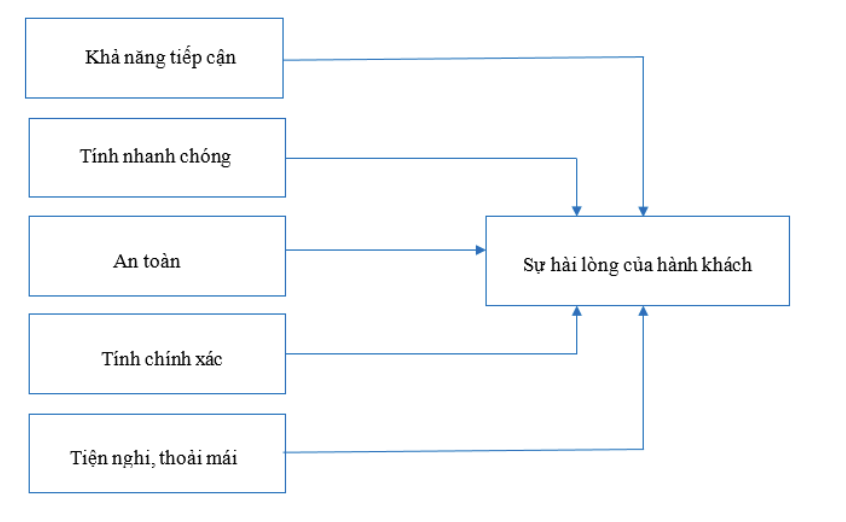 Khả năng tiếp cận
Tính nhanh chóng
An toàn
Sự hài lòng của hành khách
Tính chính xác
Tiện nghi, thoải mái